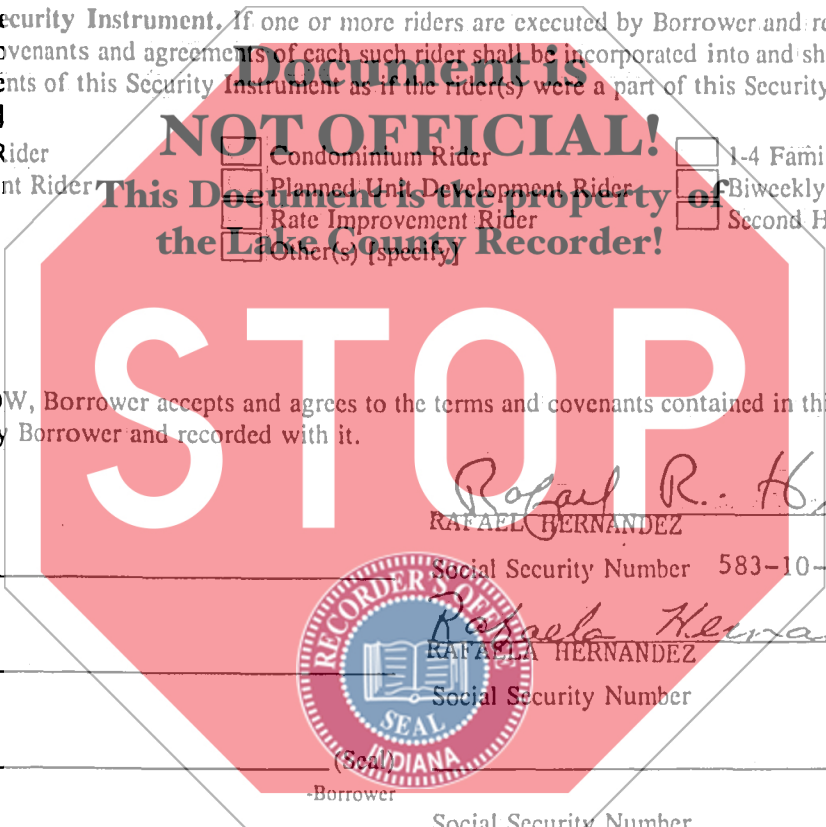 ecurity Instrument. If one or more riders are executed by Borrower and re
ovenants and agreements of each such rider shall be incorporated into and sh
ents of this Security Instrument as if the rider(s) were a part of this Security
Document is
NOT OFFICIAL!
This Document is the property of
the Lake County Recorder!
Rider Condominium Rider 1-4 Fami
nt Rider Planned Unit Development Rider Biweekly
Rate Improvement Rider Second H
Other(s) [specify]
STOP
OW, Borrower accepts and agrees to the terms and covenants contained in thi
y Borrower and recorded with it.
Rafael R. H
RAFAEL HERNANDEZ
Social Security Number 583-10-
Rafaela Herna
RAFAELA HERNANDEZ
Social Security Number
RECORDER'S OFFICE
SEAL
INDIANA
(Seal)
-Borrower
Social Security Number